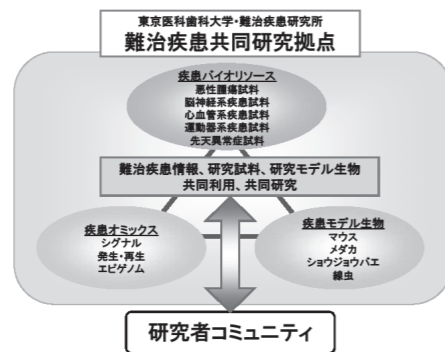 東京医科歯科大学・難治疾患研究所
難治疾患共同研究拠点
疾患バイオリソース
悪性腫瘍試料
脳神経系疾患試料
心血管系疾患試料
運動器系疾患試料
先天異常症試料
難治疾患情報、研究試料、研究モデル生物
共同利用、共同研究
疾患オミックス
シグナル
発生・再生
エピゲノム
疾患モデル生物
マウス
メダカ
ショウジョウバエ
線虫
研究者コミュニティ